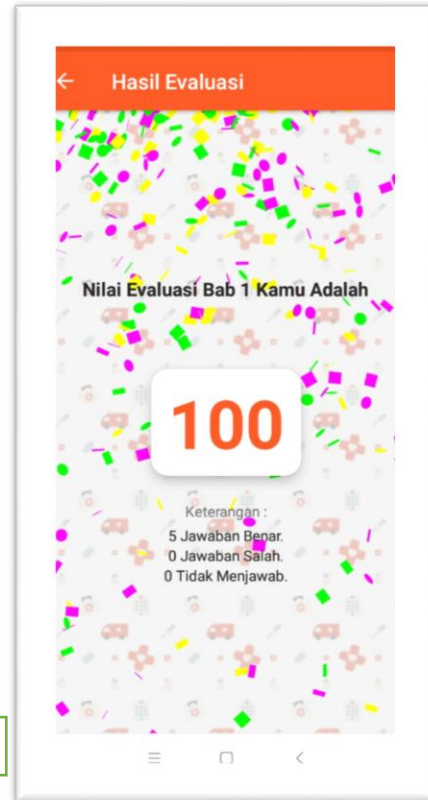 Hasil Evaluasi
Nilai Evaluasi Bab 1 Kamu Adalah
100
Keterangan :
5 Jawaban Benar.
0 Jawaban Salah.
0 Tidak Menjawab.